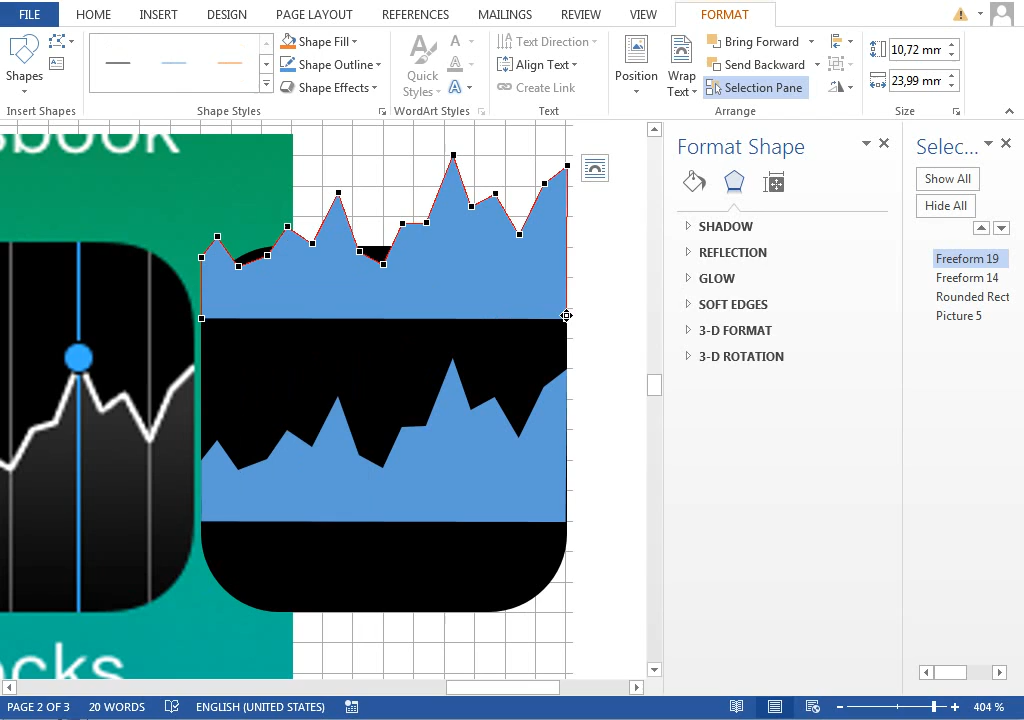 FILE HOME INSERT DESIGN PAGE LAYOUT REFERENCES MAILINGS REVIEW VIEW FORMAT
Shapes
Insert Shapes
Shape Fill
Shape Outline
Shape Effects
Shape Styles
Quick Styles
WordArt Styles
Text Direction
Align Text
Create Link
Text
Position
Wrap Text
Bring Forward
Send Backward
Selection Pane
Arrange
10,72 mm
23,99 mm
Size
sbook
ocks
Format Shape
SHADOW
REFLECTION
GLOW
SOFT EDGES
3-D FORMAT
3-D ROTATION
Selec...
Show All
Hide All
Freeform 19
Freeform 14
Rounded Rect
Picture 5
PAGE 2 OF 3 20 WORDS ENGLISH (UNITED STATES) 404 %